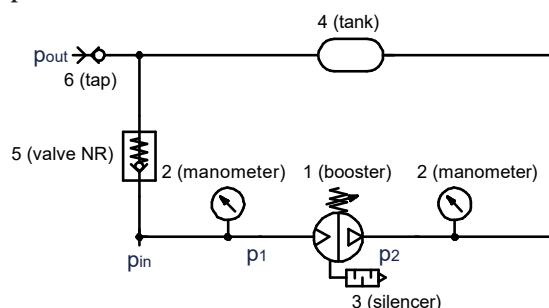 4 (tank)
pout
6 (tap)
5 (valve NR)
2 (manometer)
1 (booster)
2 (manometer)
pin
p1
p2
3 (silencer)